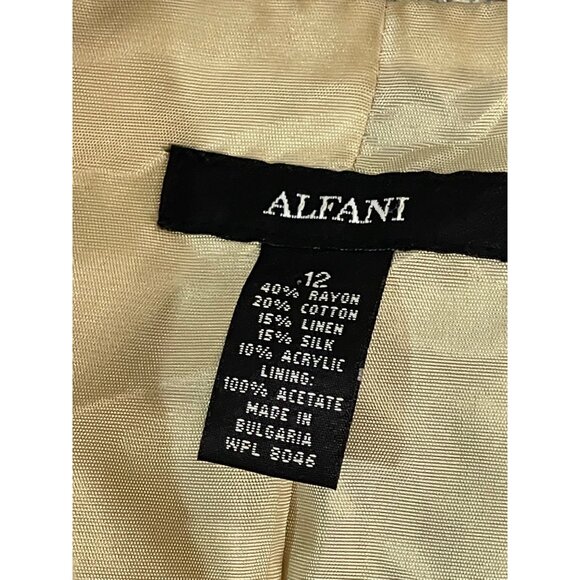 ALFANI
12
40% RAYON
20% COTTON
15% LINEN
15% SILK
10% ACRYLIC
LINING:
100% ACETATE
MADE IN
BULGARIA
WPL 8046